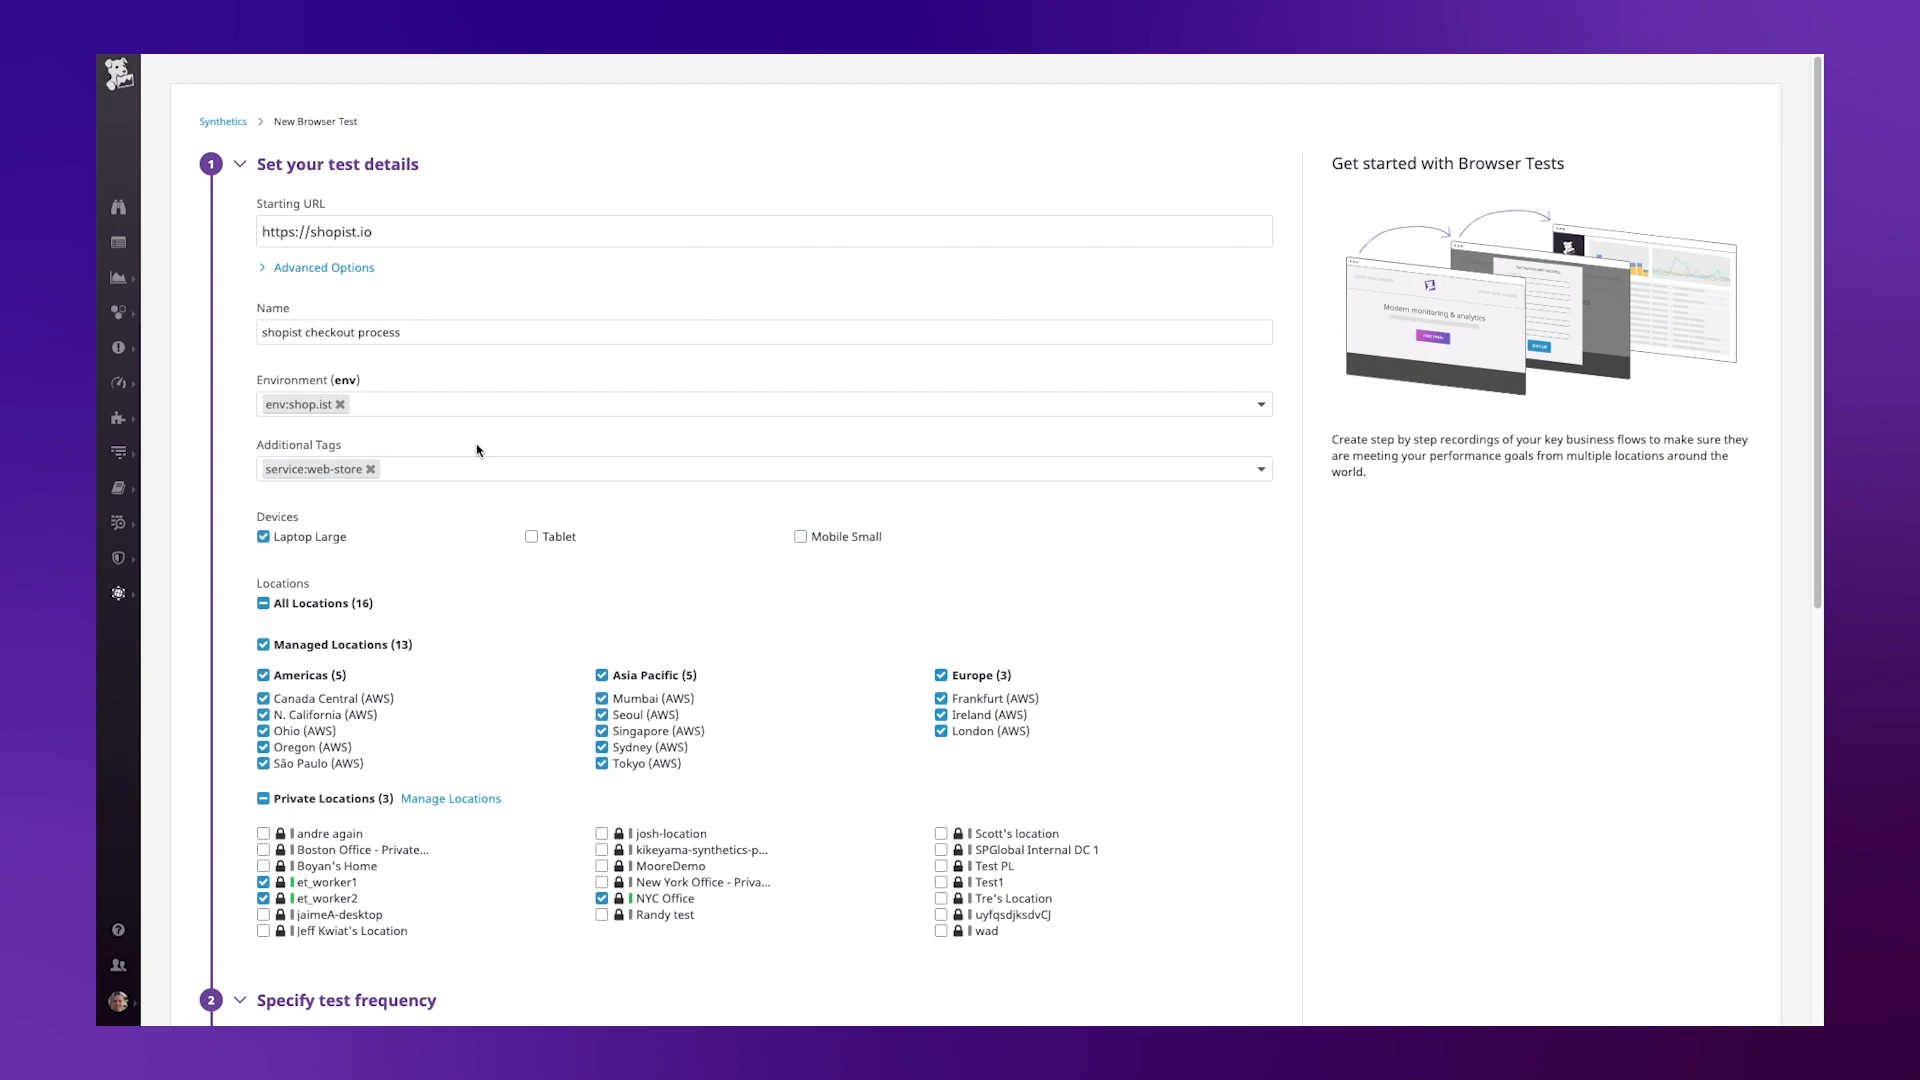 Synthetics > New Browser Test
1 Set your test details
Starting URL
https://shopist.io
Advanced Options
Name
shopist checkout process
Environment (env)
env:shop.ist
Additional Tags
service:web-store
Devices
Laptop Large
Tablet
Mobile Small
Locations
All Locations (16)
Managed Locations (13)
Americas (5)
Canada Central (AWS)
N. California (AWS)
Ohio (AWS)
Oregon (AWS)
São Paulo (AWS)
Asia Pacific (5)
Mumbai (AWS)
Seoul (AWS)
Singapore (AWS)
Sydney (AWS)
Tokyo (AWS)
Europe (3)
Frankfurt (AWS)
Ireland (AWS)
London (AWS)
Private Locations (3) Manage Locations
andre again
Boston Office - Private...
Boyan's Home
et_worker1
et_worker2
jaimeA-desktop
Jeff Kwiat's Location
josh-location
kikeyama-synthetics-p...
MooreDemo
New York Office - Priva...
NYC Office
Randy test
Scott's location
SPGlobal Internal DC 1
Test PL
Test1
Tre's Location
uyfqsdjksdvCJ
wad
2 Specify test frequency
Get started with Browser Tests
Modern monitoring & analytics
Create step by step recordings of your key business flows to make sure they
are meeting your performance goals from multiple locations around the
world.